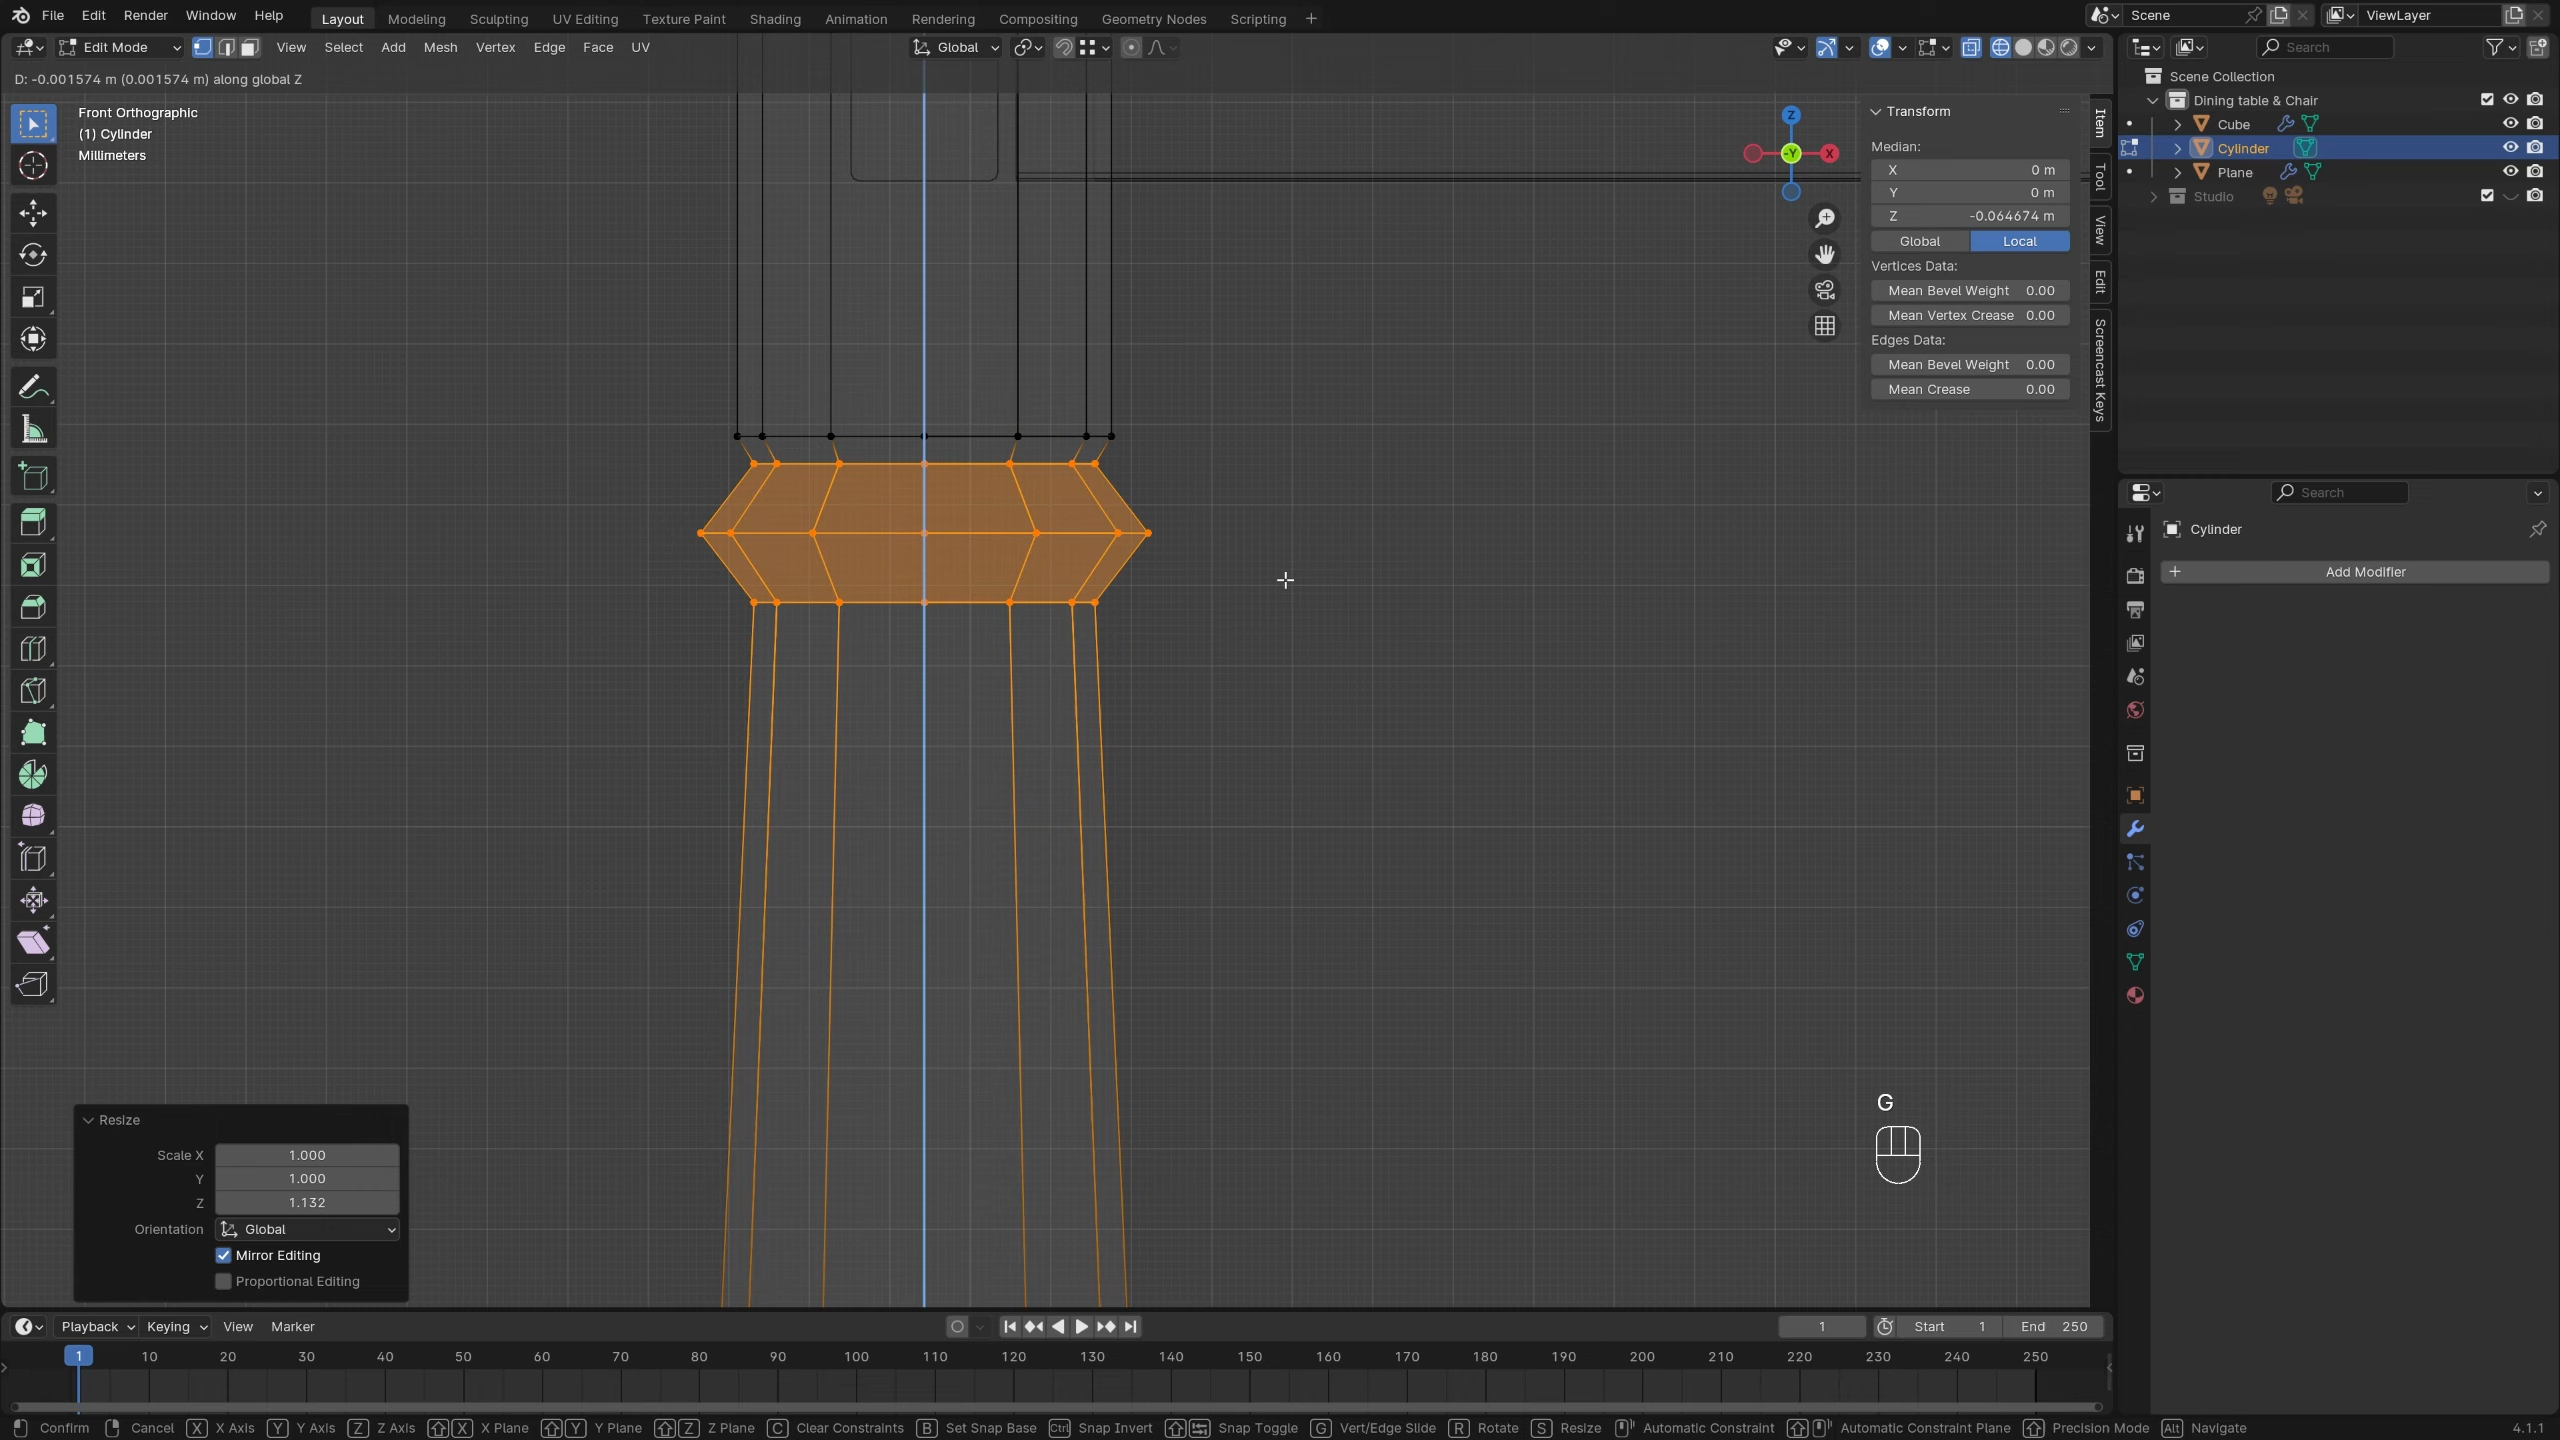 File Edit Render Window Help Layout Modeling Sculpting UV Editing Texture Paint Shading Animation Rendering Compositing Geometry Nodes Scripting + Scene ViewLayer
Edit Mode View Select Add Mesh Vertex Edge Face UV Global Search
D: -0.001574 m (0.001574 m) along global Z
Front Orthographic
(1) Cylinder
Millimeters
Z
-Y X
Transform
Median:
X 0 m
Y 0 m
Z -0.064674 m
Global Local
Vertices Data:
Mean Bevel Weight 0.00
Mean Vertex Crease 0.00
Edges Data:
Mean Bevel Weight 0.00
Mean Crease 0.00
Item
Tool
View
Edit
Screencast Keys
Scene Collection
Dining table & Chair
Cube
Cylinder
Plane
Studio
Search
Cylinder
+ Add Modifier
G
Resize
Scale X 1.000
Y 1.000
Z 1.132
Orientation Global
Mirror Editing
Proportional Editing
Playback Keying View Marker 1 Start 1 End 250
1 10 20 30 40 50 60 70 80 90 100 110 120 130 140 150 160 170 180 190 200 210 220 230 240 250
Confirm Cancel X X Axis Y Y Axis Z Z Axis X X Plane Y Y Plane Z Z Plane C Clear Constraints B Set Snap Base Ctrl Snap Invert Snap Toggle G Vert/Edge Slide R Rotate S Resize Automatic Constraint Automatic Constraint Plane Precision Mode Alt Navigate 4.1.1